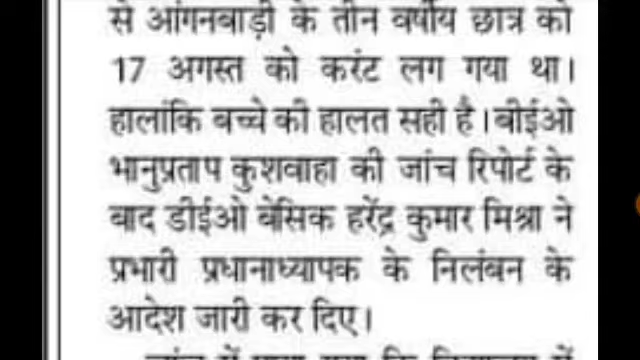 से आंगनबाड़ी के तीन वर्षीय छात्र को
17 अगस्त को करंट लग गया था।
हालांकि बच्चे की हालत सही है। बीईओ
भानुप्रताप कुशवाहा की जांच रिपोर्ट के
बाद डीईओ बेसिक हरेंद्र कुमार मिश्रा ने
प्रभारी प्रधानाध्यापक के निलंबन के
आदेश जारी कर दिए।